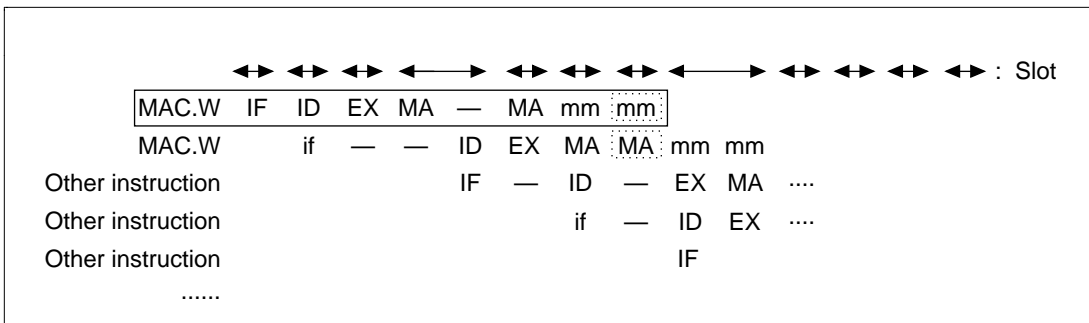 : Slot
MAC.W IF ID EX MA — MA mm mm
MAC.W if — — ID EX MA MA mm mm
Other instruction IF — ID — EX MA ....
Other instruction if — ID EX ....
Other instruction IF
......